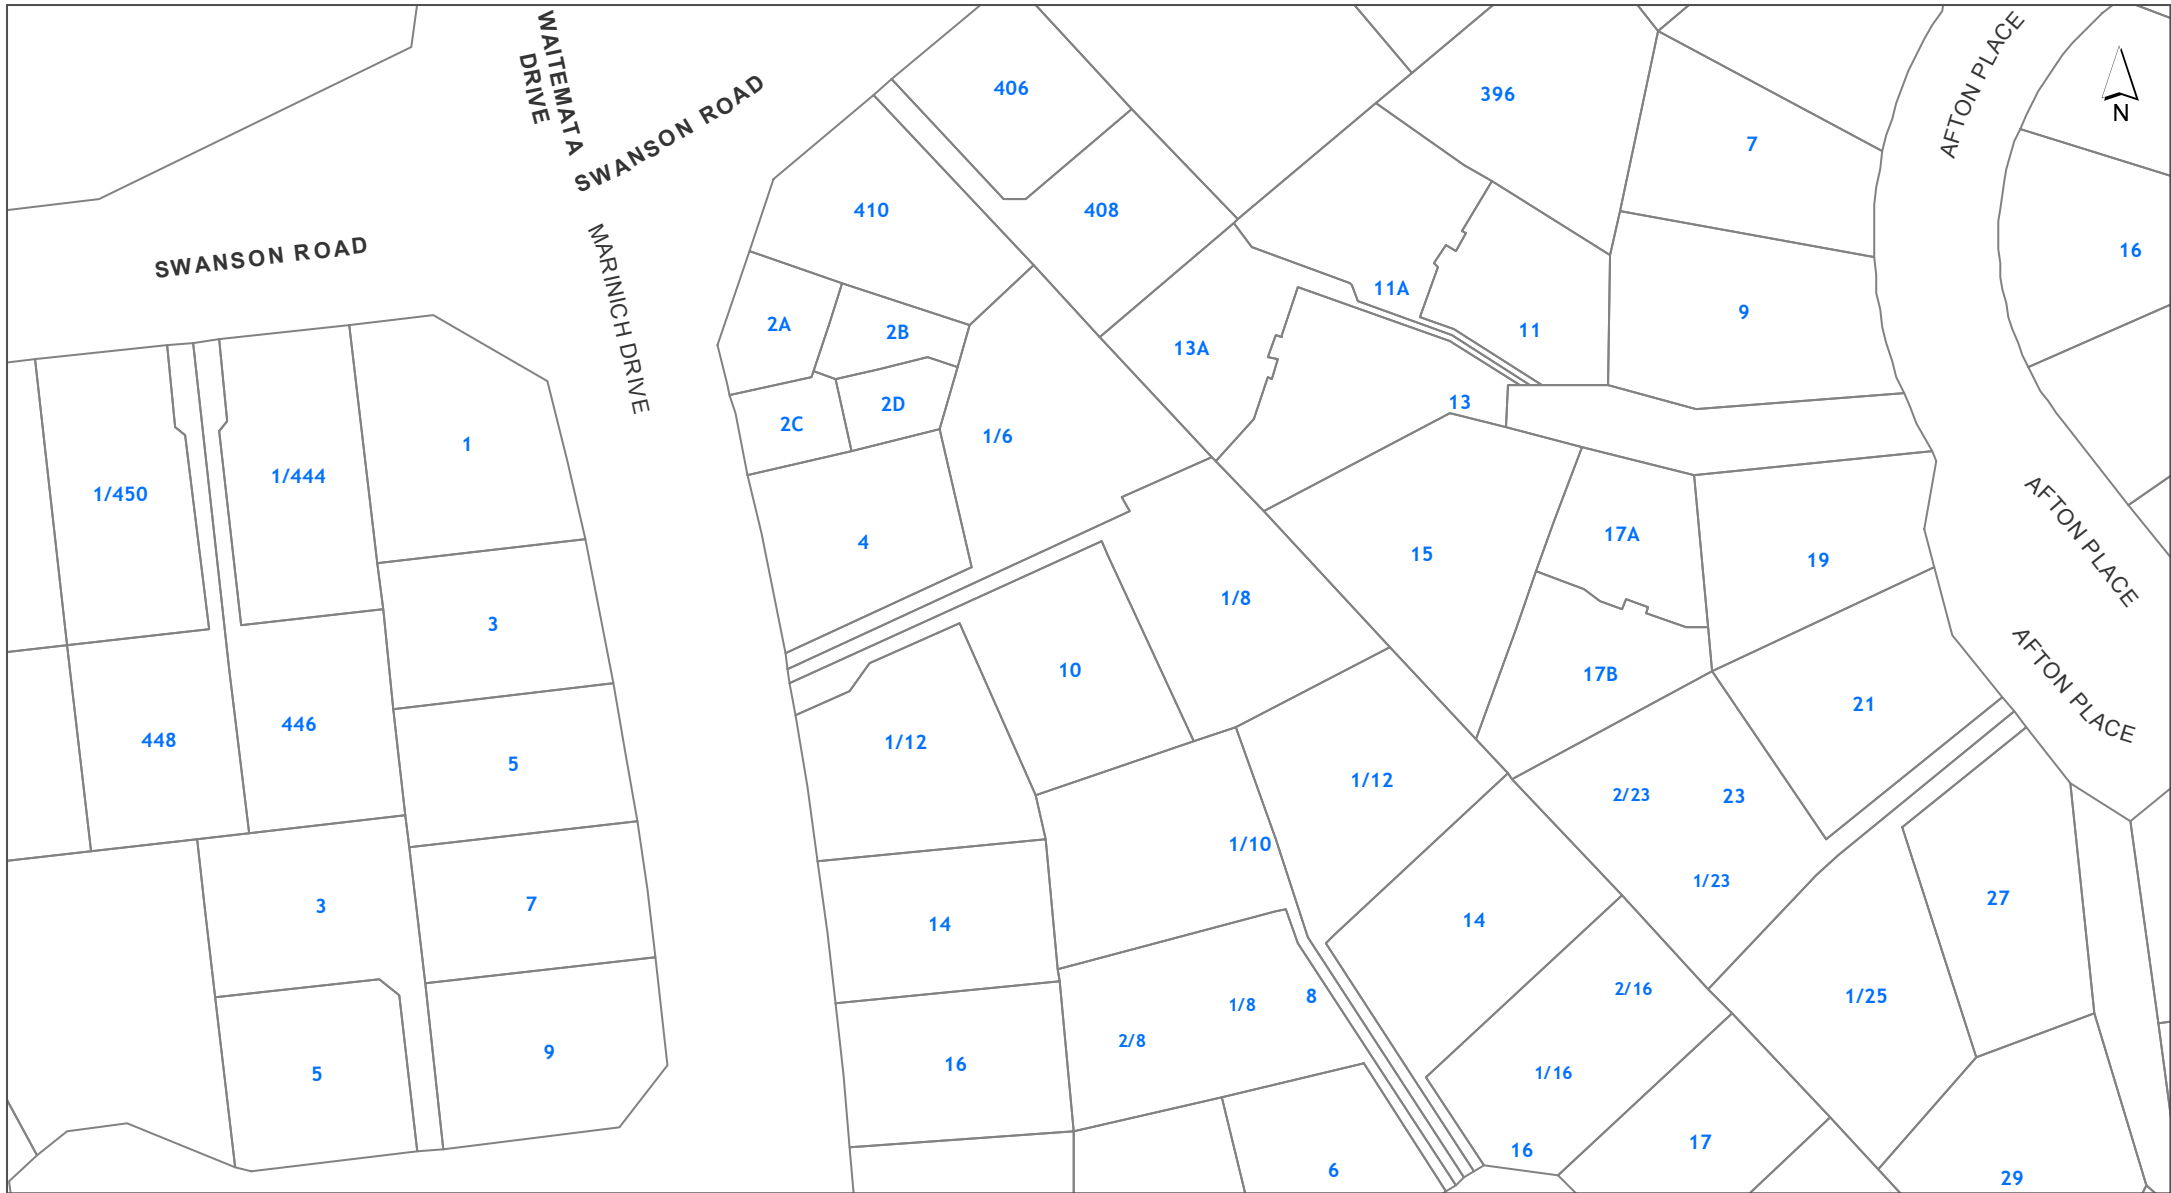 WAITEMATA
DRIVE
SWANSON ROAD
AFTON PLACE
N
406
396
7
410
408
16
SWANSON ROAD
MARINICH DRIVE
11A
9
2A
2B
11
13A
13
2D
2C
1/6
1
1/444
1/450
4
15
17A
19
AFTON PLACE
1/8
3
10
17B
AFTON PLACE
21
446
448
1/12
5
1/12
2/23
23
1/10
1/23
3
7
14
14
27
2/16
1/8
8
1/25
2/8
9
16
5
1/16
16
17
6
29